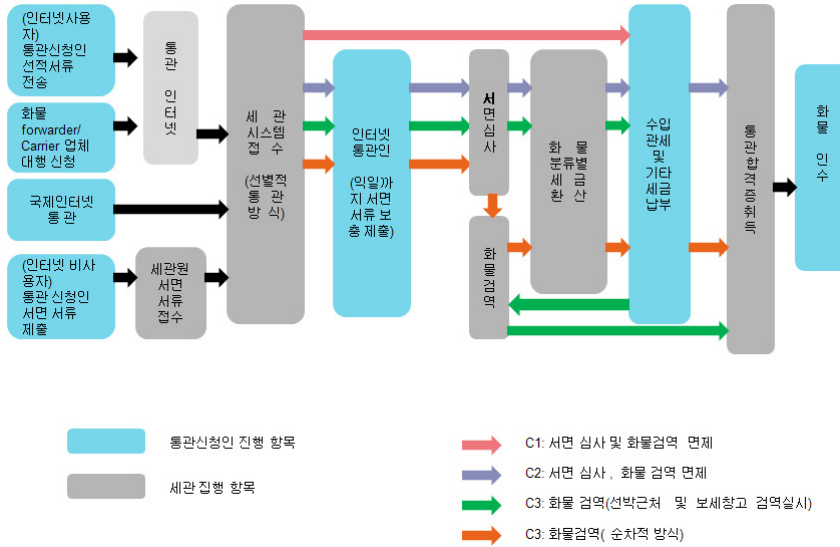 (인터넷사용
자)
통관신청인
선적서류
전송
화물
forwarder/
Carrier 업체
대행 신청
국제인터넷
통 관
(인터넷 비사
용자)
통관 신청인
서면 서류
제출
통
관
인
터
넷
세관원
서면
서류
접수
세 관
시스템
접 수
(선별적
통 관
방 식)
인터넷
통관인
(익일까
지 서면
서류 보
충 제출)
서
면
심
사
화
물
검
역
화 물
분류별
세 금
환 산
수입
관세
및
기타
세금
납부
통
관
합
격
증
취
득
화
물
인
수
통관신청인 진행 항목
세관 집행 항목
C1: 서면 심사 및 화물검역 면제
C2: 서면 심사 , 화물 검역 면제
C3: 화물 검역(선박근처 및 보세창고 검역실시)
C3: 화물검역( 순차적 방식)